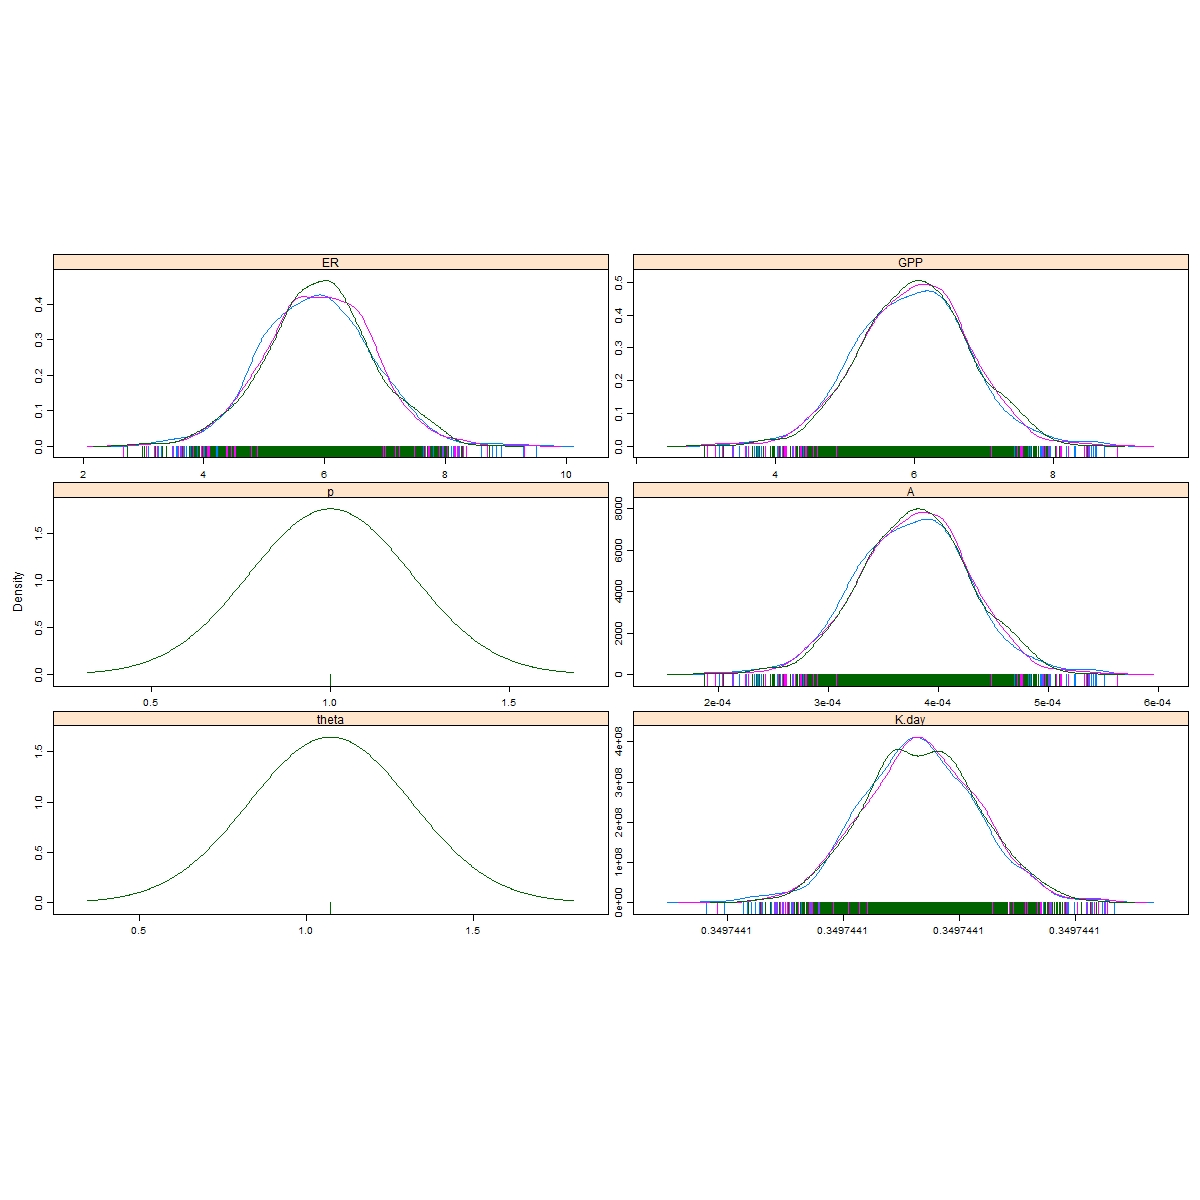 ER
0.0 0.1 0.2 0.3 0.4
2 4 6 8 10
GPP
0.0 0.1 0.2 0.3 0.4 0.5
4 6 8
p
0.0 0.5 1.0 1.5
0.5 1.0 1.5
A
0 2000 4000 6000 8000
2e-04 3e-04 4e-04 5e-04 6e-04
Density
theta
0.0 0.5 1.0 1.5
0.5 1.0 1.5
K.day
0e+00 1e+08 2e+08 3e+08 4e+08
0.3497441 0.3497441 0.3497441 0.3497441